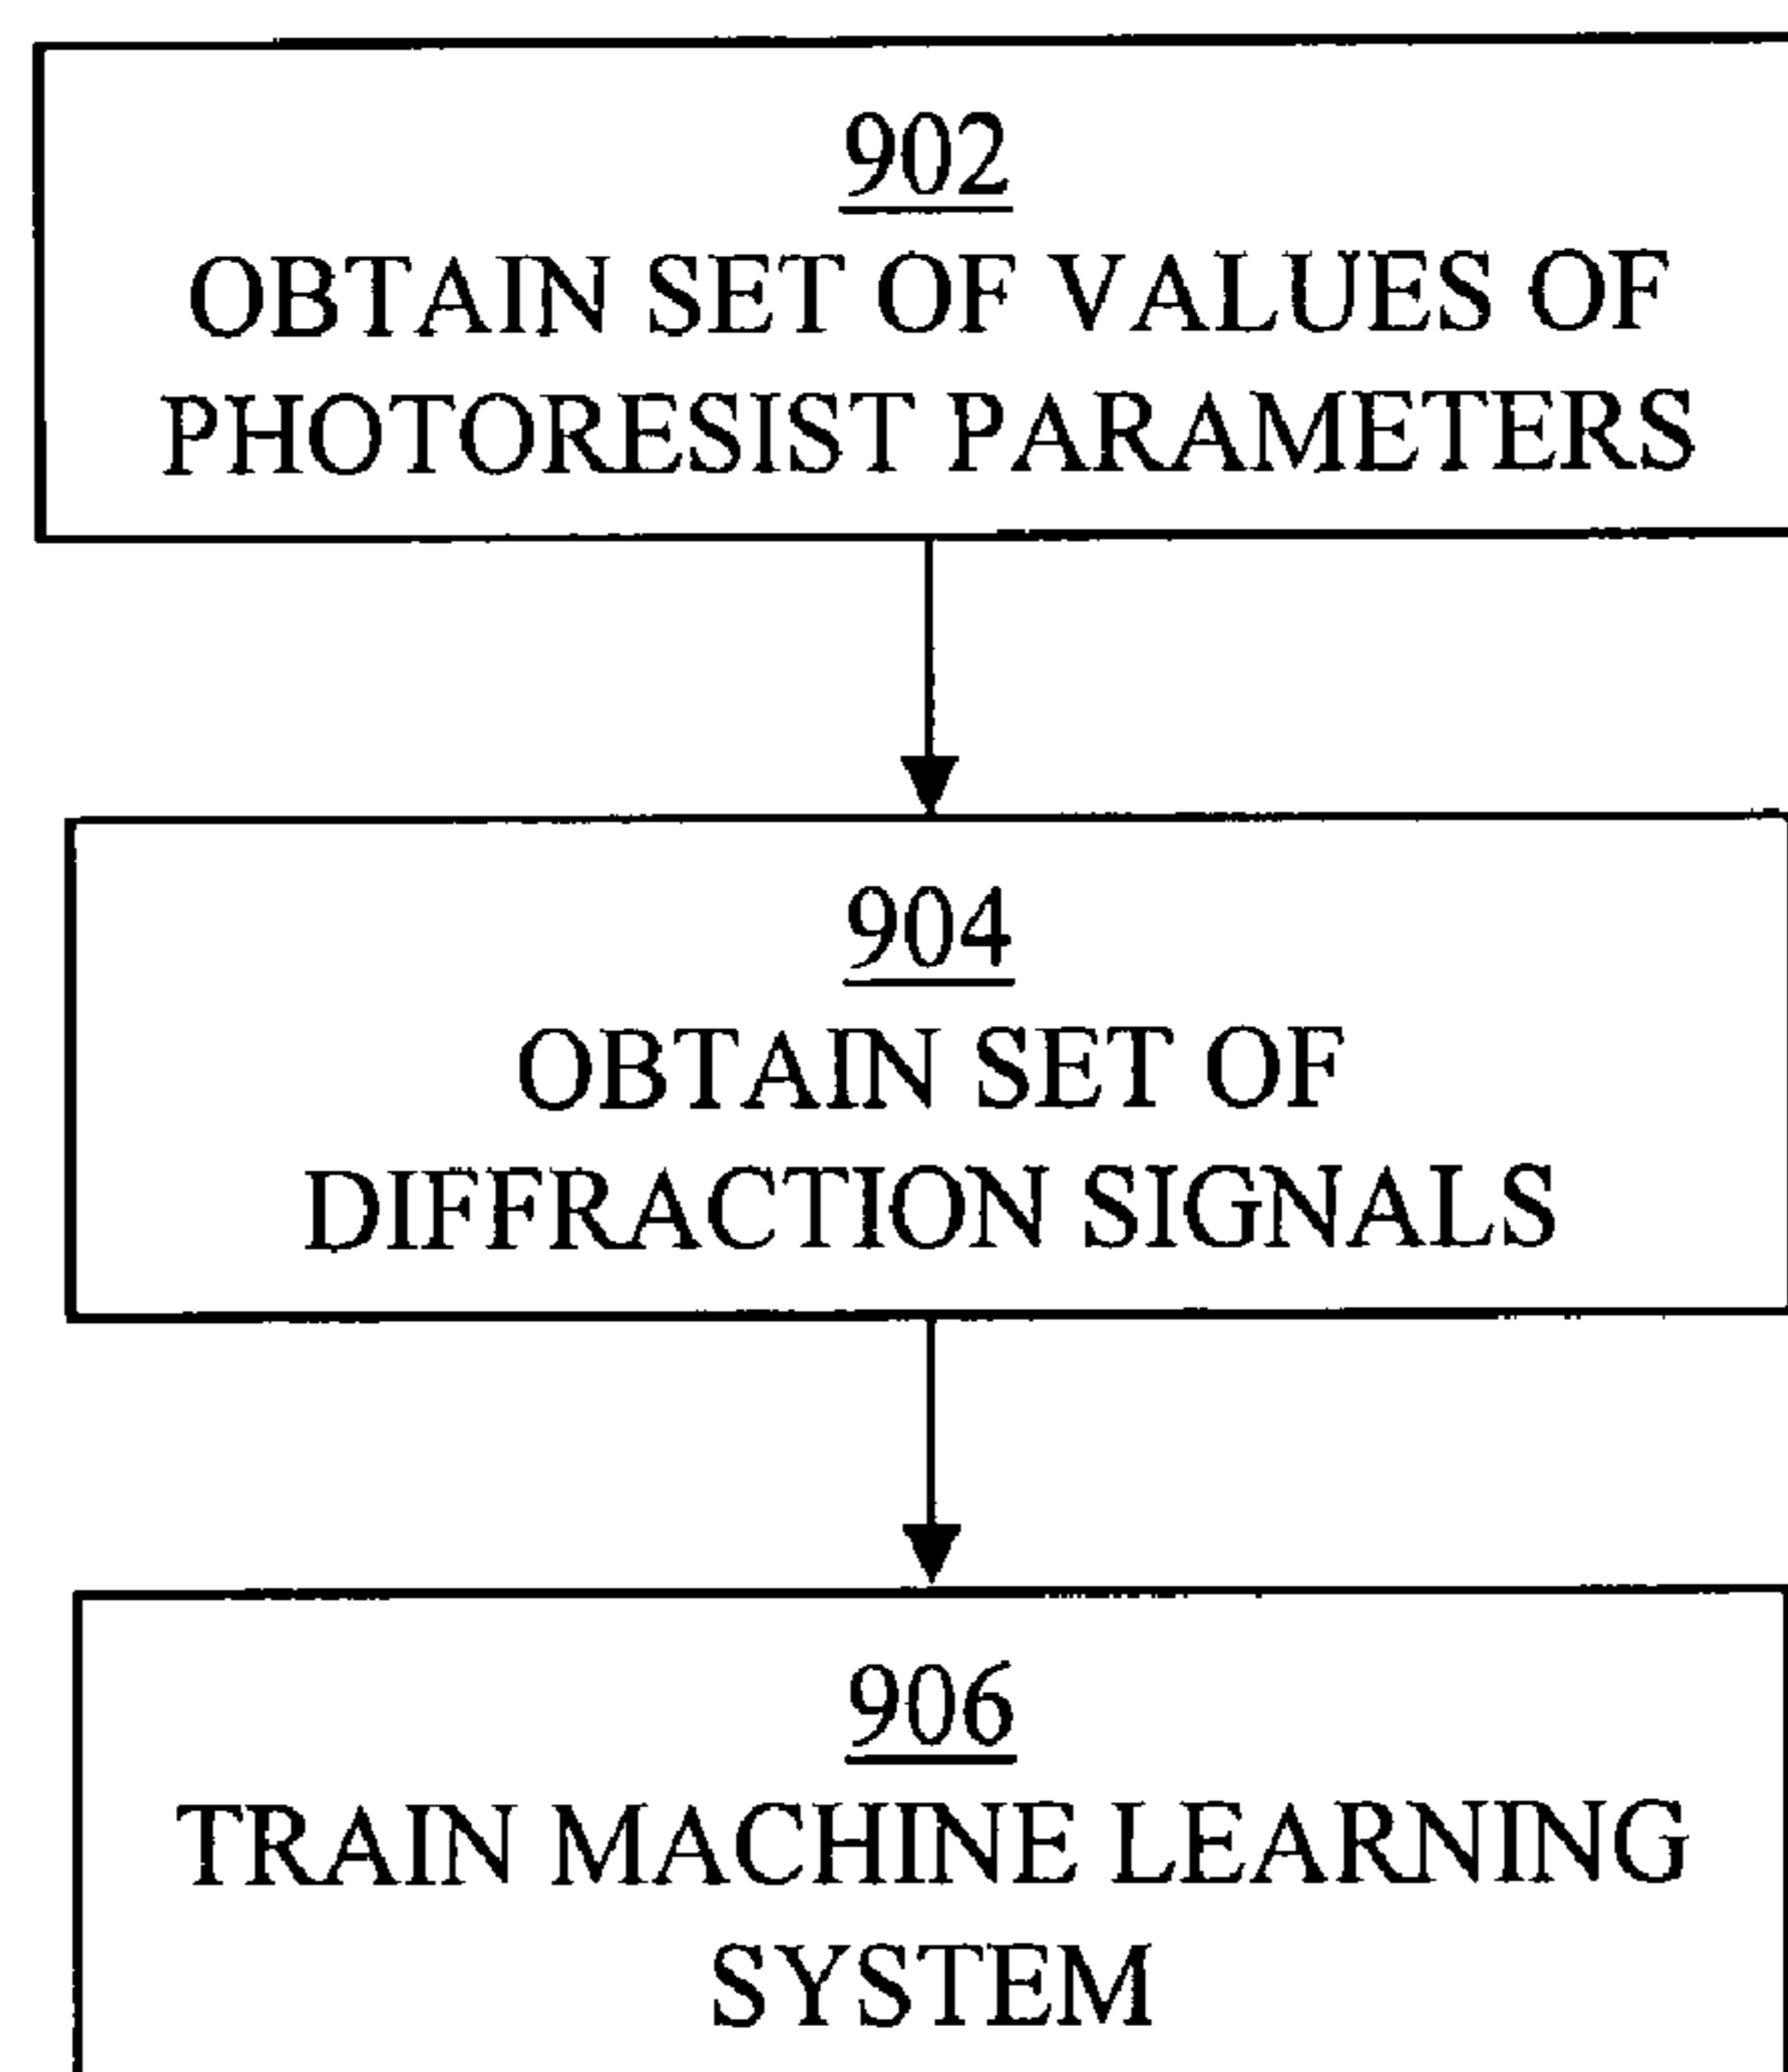 902
OBTAIN SET OF VALUES OF
PHOTORESIST PARAMETERS
904
OBTAIN SET OF
DIFFRACTION SIGNALS
906
TRAIN MACHINE LEARNING
SYSTEM